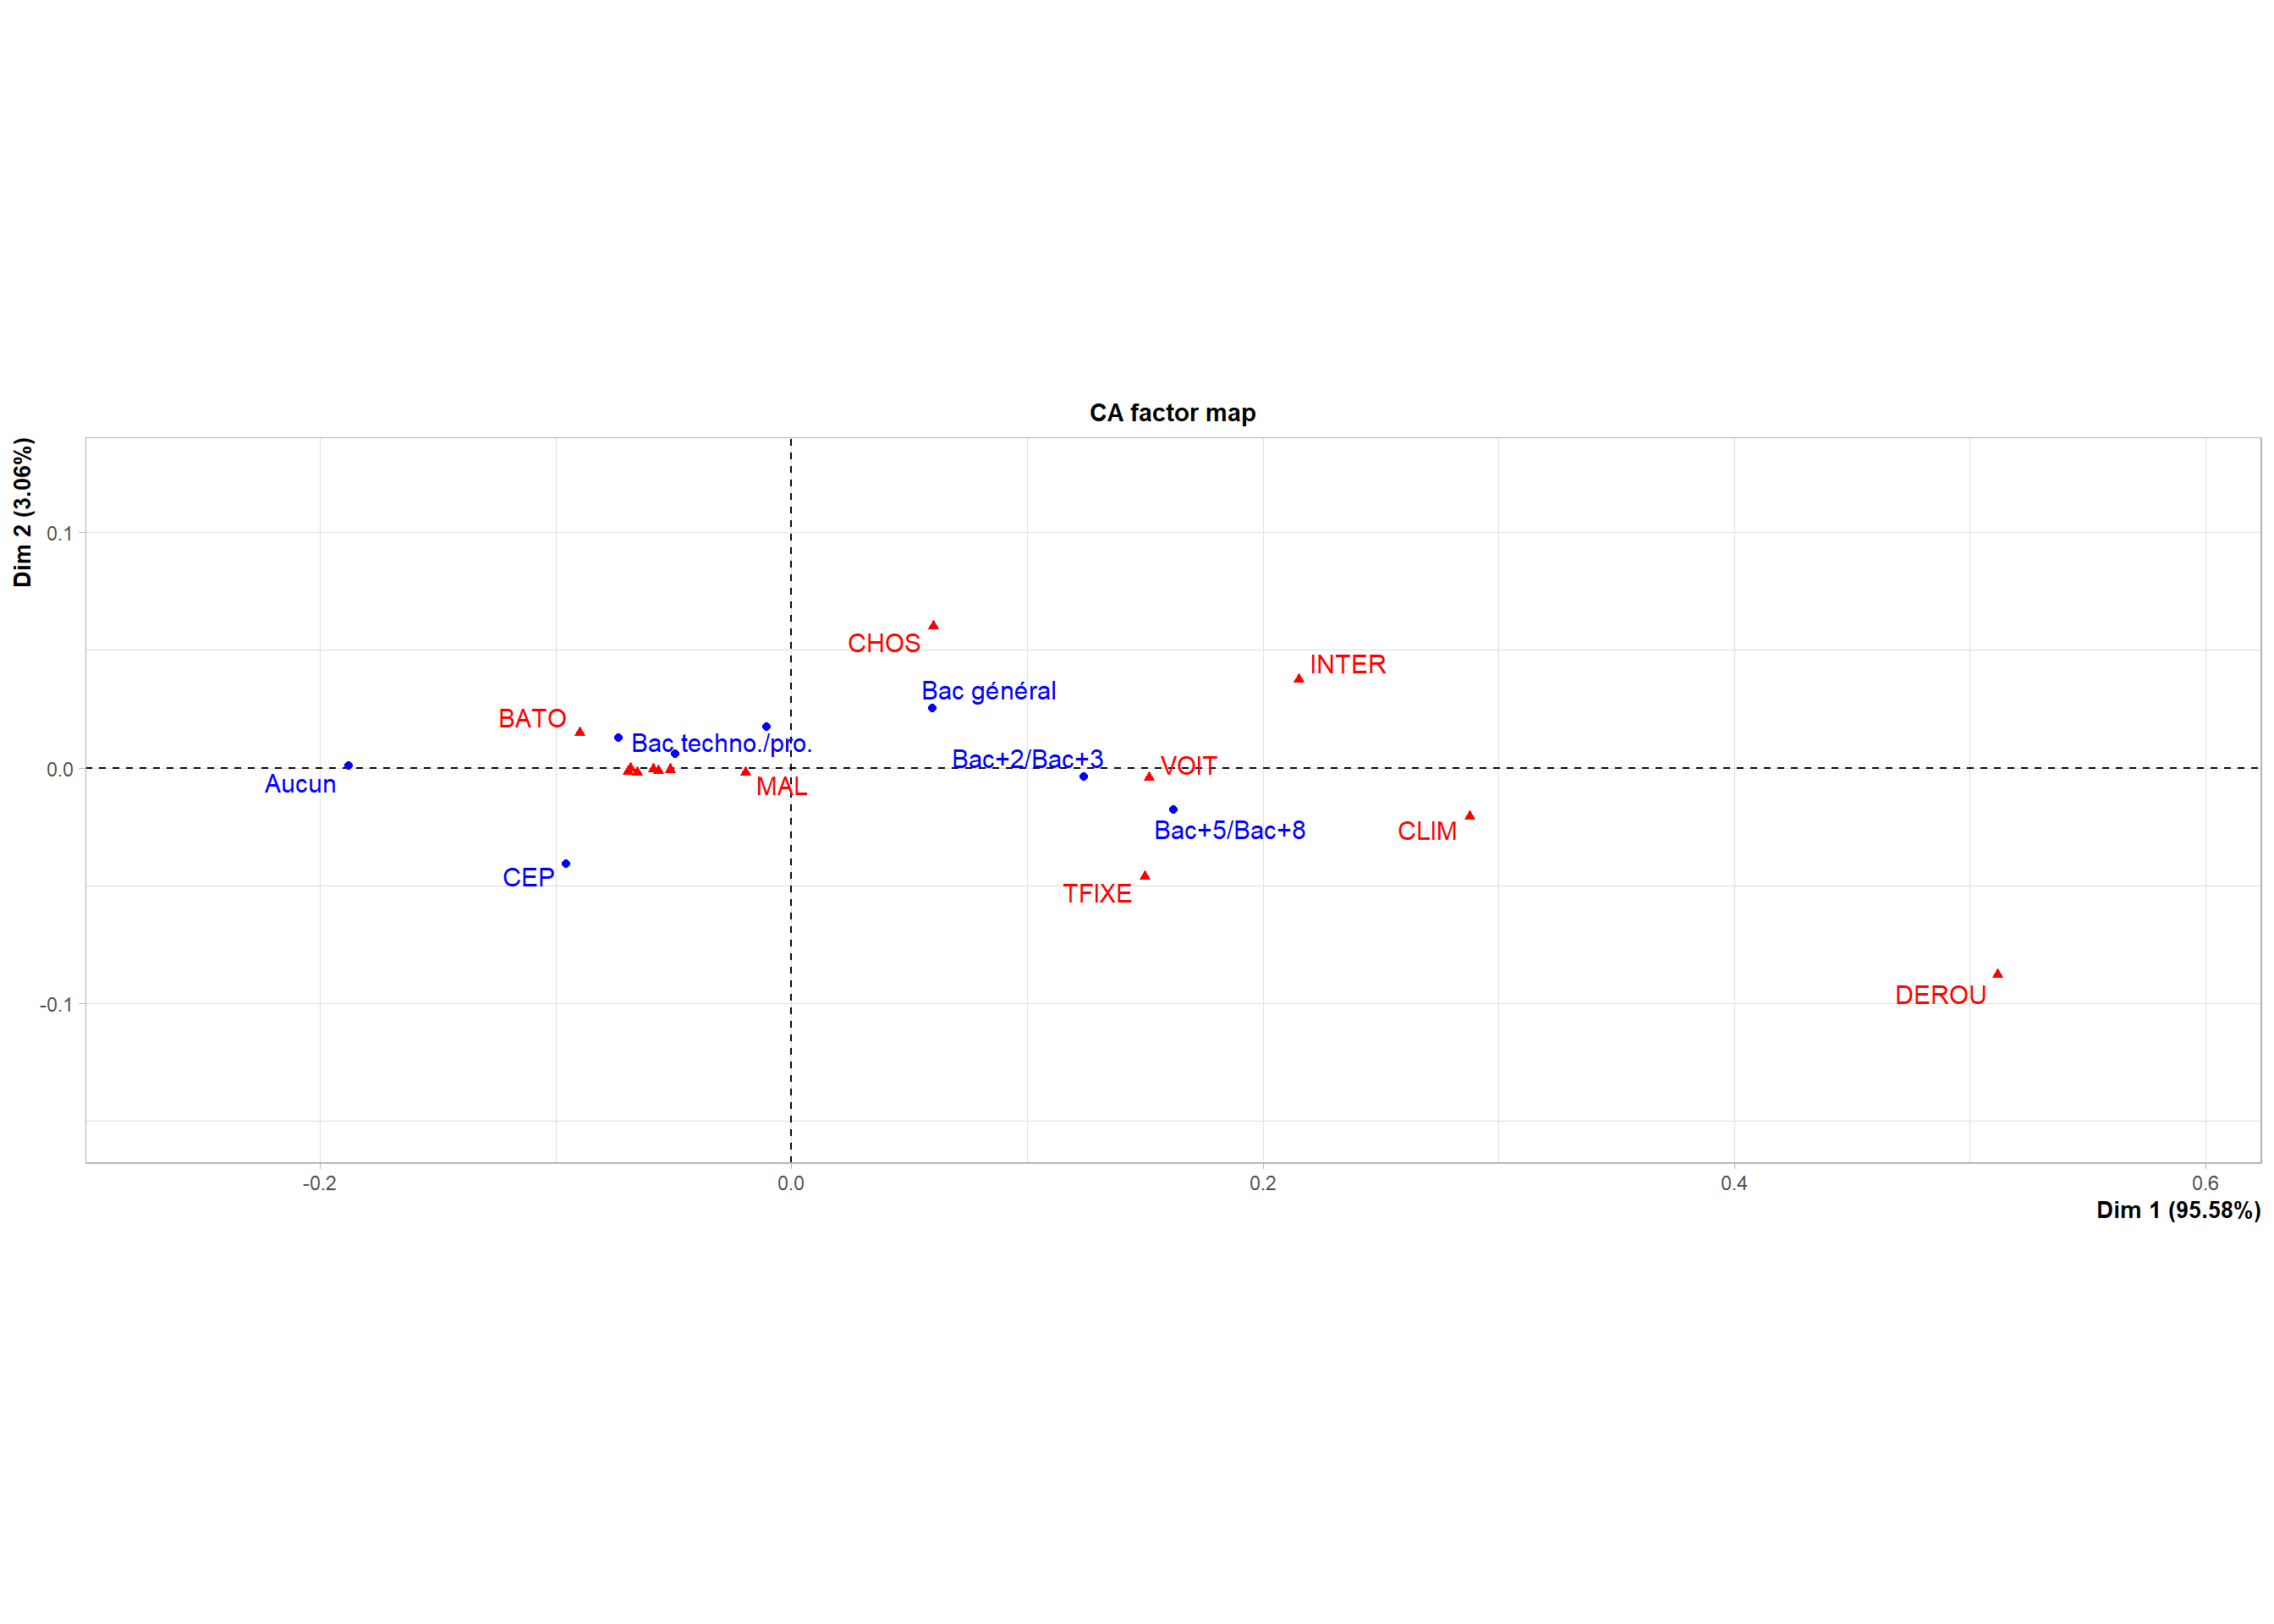 CA factor map
Dim 2 (3.06%)
0.1
0.0
-0.1
CHOS
INTER
Bac général
BATO
Bac techno./pro.
Bac+2/Bac+3
VOIT
Aucun
MAL
Bac+5/Bac+8
CLIM
CEP
TFIXE
DEROU
-0.2
0.0
0.2
0.4
0.6
Dim 1 (95.58%)